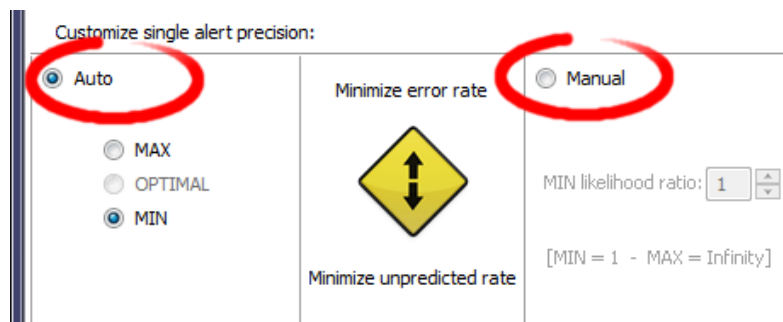 Customize single alert precision:
Auto
MAX
OPTIMAL
MIN
Minimize error rate
Minimize unpredicted rate
Manual
MIN likelihood ratio: 1
[MIN = 1 - MAX = Infinity]